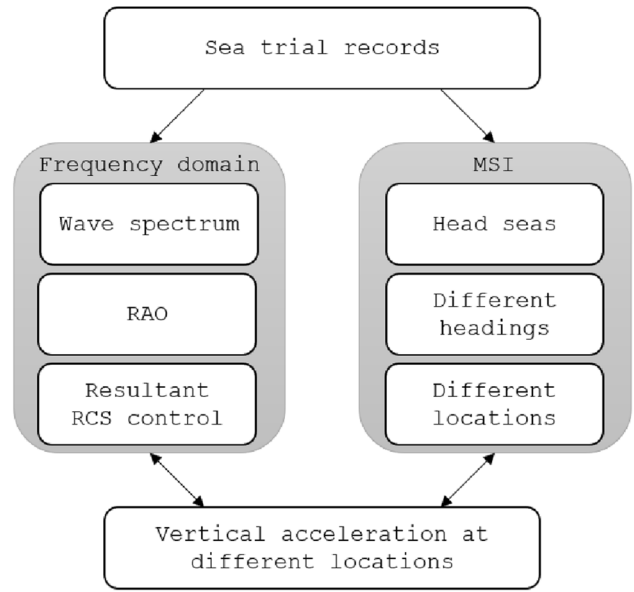 Sea trial records
Frequency domain
Wave spectrum
RAO
Resultant
RCS control
MSI
Head seas
Different
headings
Different
locations
Vertical acceleration at
different locations